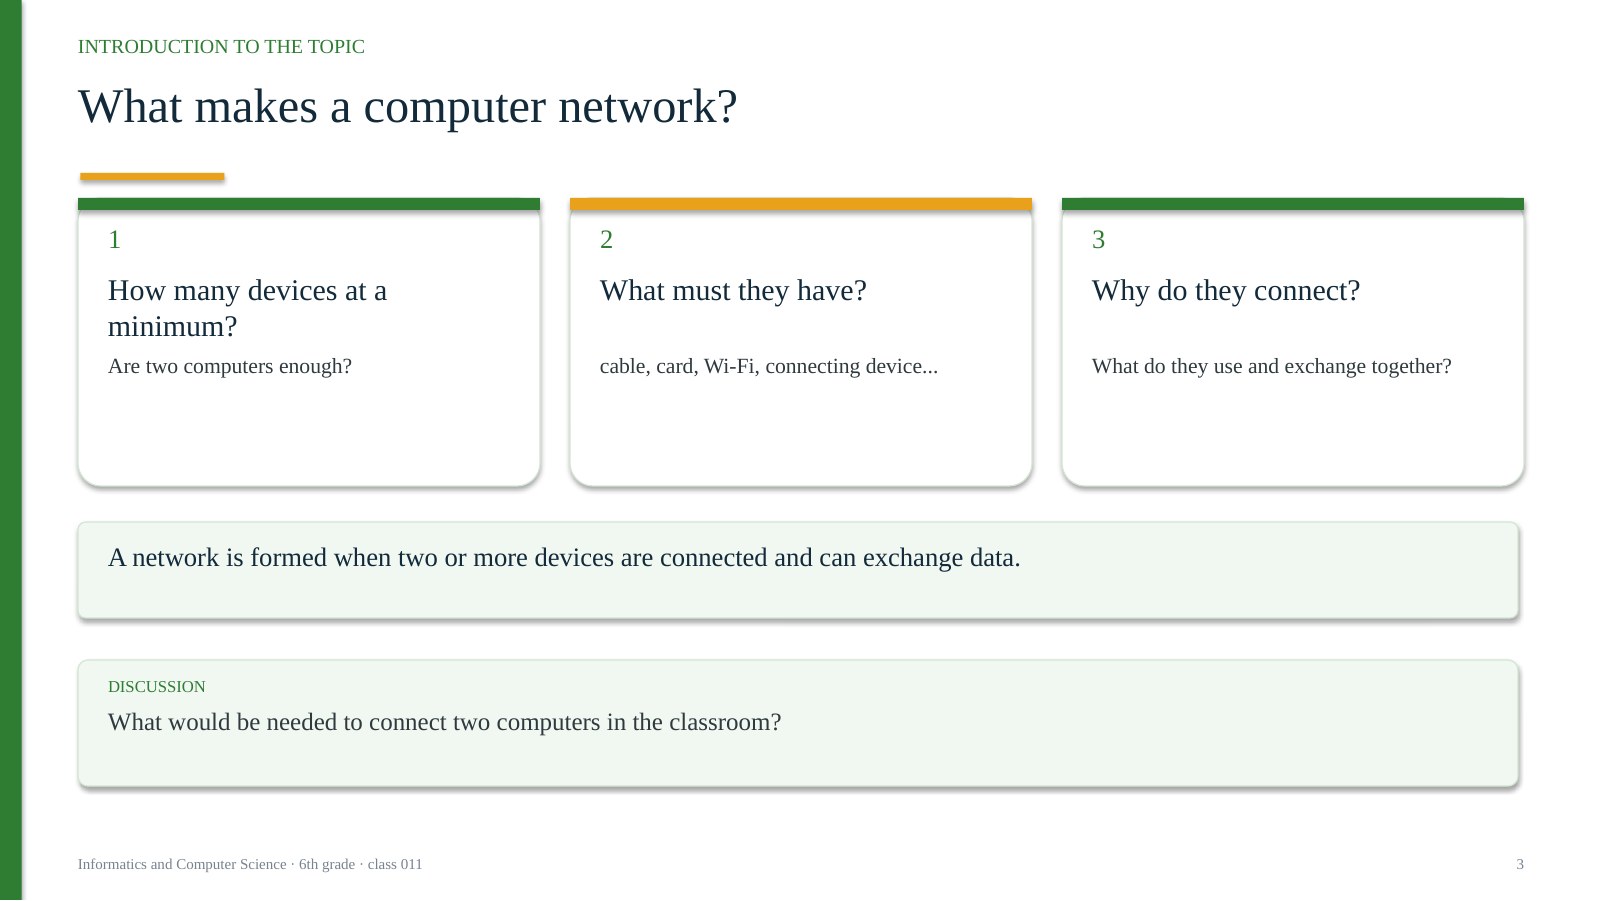 INTRODUCTION TO THE TOPIC
What makes a computer network?
1
How many devices at a
minimum?
Are two computers enough?
2
What must they have?
cable, card, Wi-Fi, connecting device...
3
Why do they connect?
What do they use and exchange together?
A network is formed when two or more devices are connected and can exchange data.
DISCUSSION
What would be needed to connect two computers in the classroom?
Informatics and Computer Science · 6th grade · class 011
3